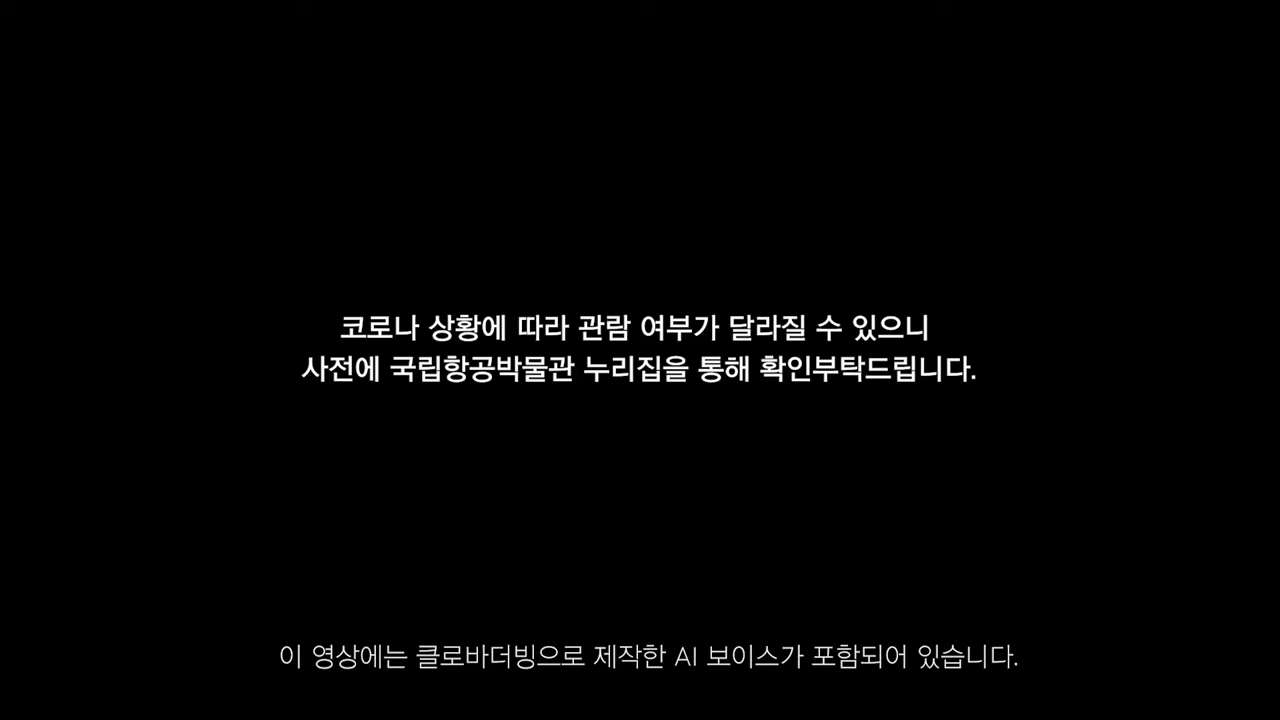 코로나 상황에 따라 관람 여부가 달라질 수 있으니
사전에 국립항공박물관 누리집을 통해 확인부탁드립니다.
이 영상에는 클로바더빙으로 제작한 AI 보이스가 포함되어 있습니다.